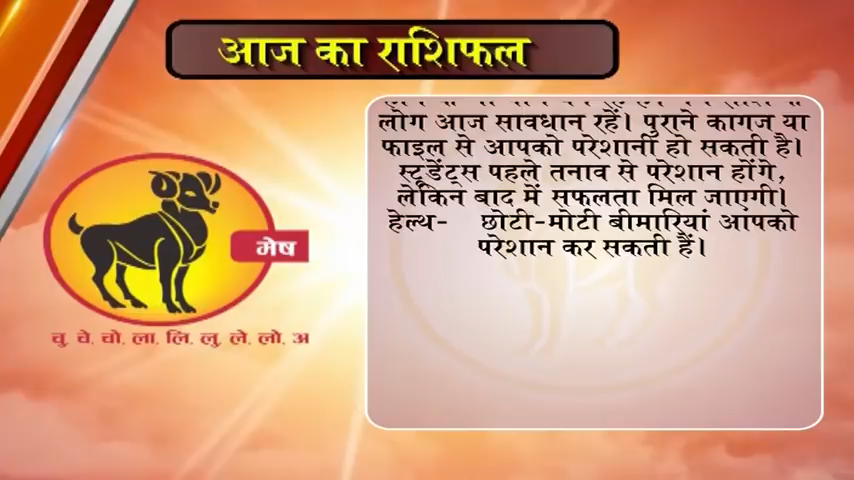 आज का राशिफल
लोग आज सावधान रहें। पुराने कागज या
फाइल से आपको परेशानी हो सकती है।
स्टूडेंट्स पहले तनाव से परेशान होंगे,
लेकिन बाद में सफलता मिल जाएगी।
हेल्थ- छोटी-मोटी बीमारियां आपको
परेशान कर सकती हैं।
मेष
चु, चे, चो, ला, लि, लु, ले, लो, अ